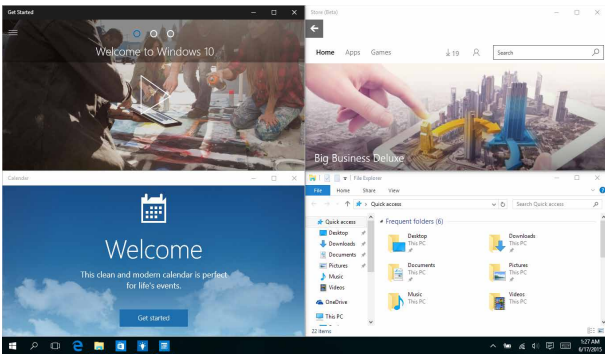 Get Started
Welcome to Windows 10
Store (Beta)
Home Apps Games 19 Search
Big Business Deluxe
Calendar
Welcome
This clean and modern calendar is perfect
for life's events.
Get started
File Explorer
File Home Share View
Quick access Search Quick access
Quick access
Desktop
Downloads
Documents
Pictures
Music
Videos
OneDrive
This PC
22 items
Frequent folders (6)
Desktop
This PC
Downloads
This PC
Documents
This PC
Pictures
This PC
Music
This PC
Videos
This PC
1:27 AM
6/17/2015